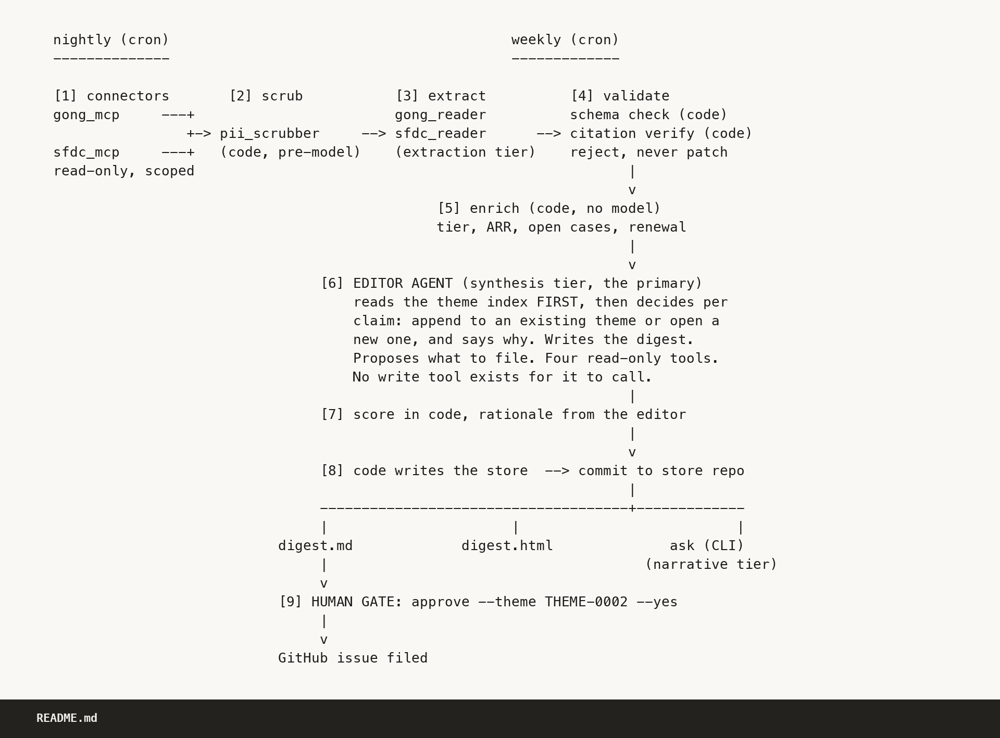 nightly (cron)                                         weekly (cron)
--------------                                         -------------

[1] connectors       [2] scrub           [3] extract          [4] validate
gong_mcp     ---+                        gong_reader          schema check (code)
                +-> pii_scrubber     --> sfdc_reader      --> citation verify (code)
sfdc_mcp     ---+   (code, pre-model)    (extraction tier)    reject, never patch
read-only, scoped                                                    |
                                                                     v
                                              [5] enrich (code, no model)
                                              tier, ARR, open cases, renewal
                                                                     |
                                                                     v
                                [6] EDITOR AGENT (synthesis tier, the primary)
                                    reads the theme index FIRST, then decides per
                                    claim: append to an existing theme or open a
                                    new one, and says why. Writes the digest.
                                    Proposes what to file. Four read-only tools.
                                    No write tool exists for it to call.
                                                                     |
                                [7] score in code, rationale from the editor
                                                                     |
                                                                     v
                                [8] code writes the store  --> commit to store repo
                                                                     |
                                -------------------------------------+-------------
                                |                      |                          |
                           digest.md             digest.html              ask (CLI)
                                |                                      (narrative tier)
                                v
                           [9] HUMAN GATE: approve --theme THEME-0002 --yes
                                |
                                v
                           GitHub issue filed
README.md